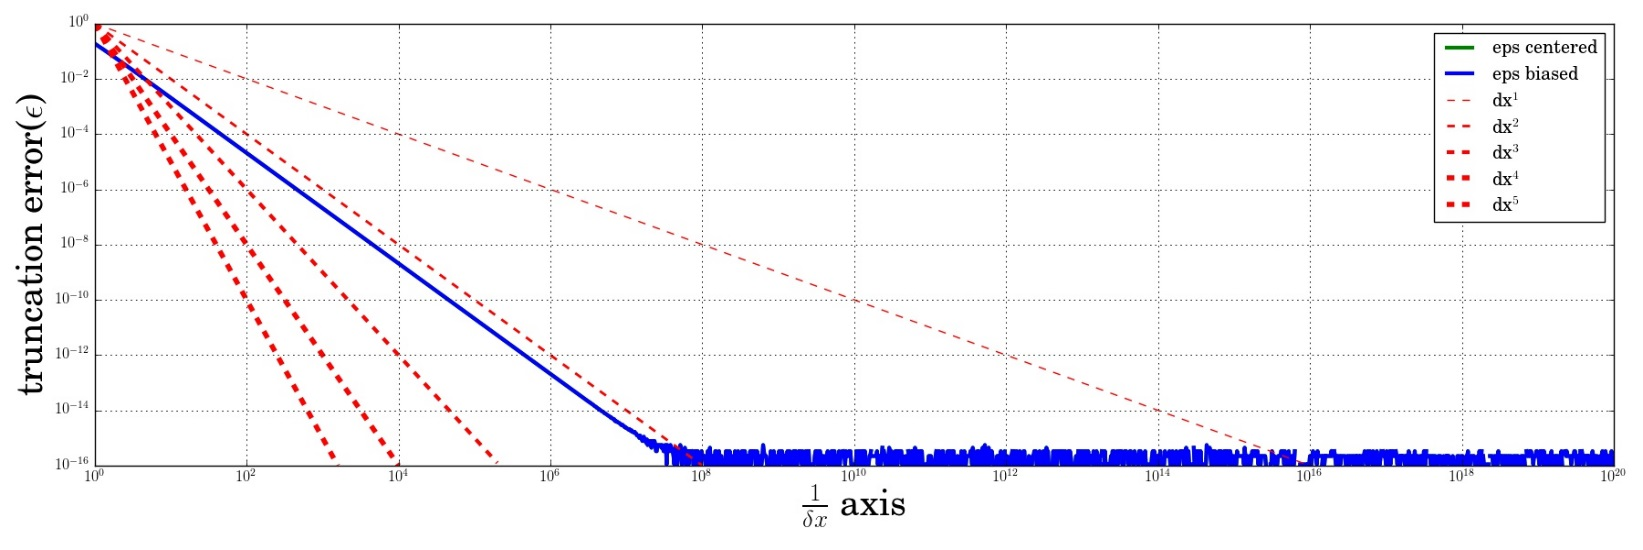 truncation error(ϵ)
10⁰
10⁻²
10⁻⁴
10⁻⁶
10⁻⁸
10⁻¹⁰
10⁻¹²
10⁻¹⁴
10⁻¹⁶
eps centered
eps biased
dx¹
dx²
dx³
dx⁴
dx⁵
10⁰ 10² 10⁴ 10⁶ 10⁸ 10¹⁰ 10¹² 10¹⁴ 10¹⁶ 10¹⁸ 10²⁰
1/δx axis